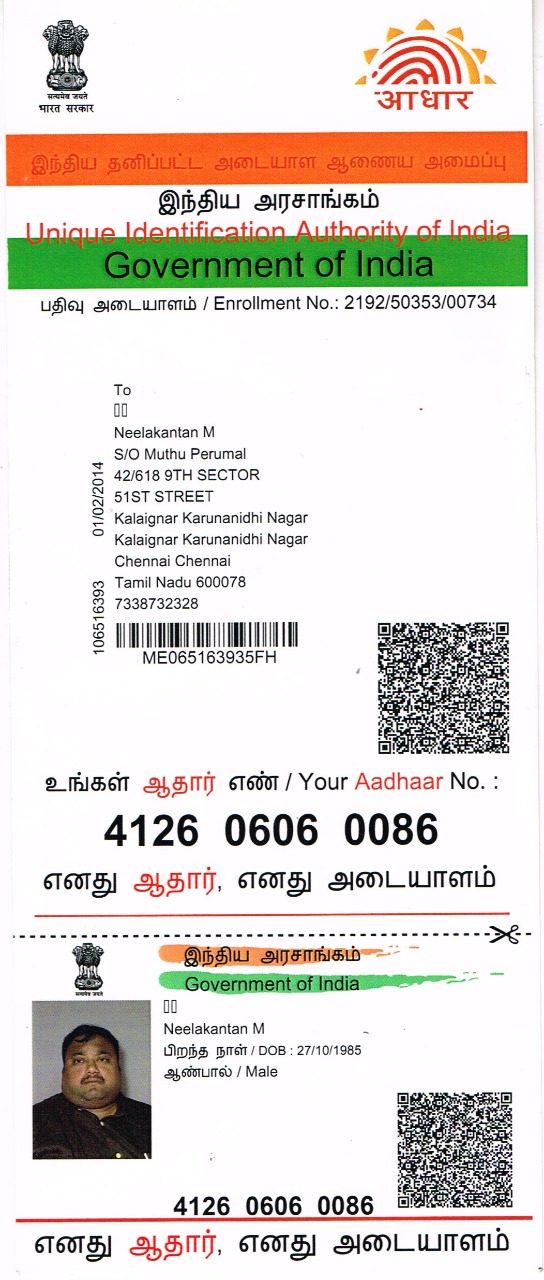 सत्यमेव जयते
भारत सरकार
आधार
இந்திய தனிப்பட்ட அடையாள ஆணைய அமைப்பு
இந்திய அரசாங்கம்
Unique Identification Authority of India
Government of India
பதிவு அடையாளம் / Enrollment No.: 2192/50353/00734
To
Neelakantan M
S/O Muthu Perumal
42/618 9TH SECTOR
51ST STREET
Kalaignar Karunanidhi Nagar
Kalaignar Karunanidhi Nagar
Chennai Chennai
Tamil Nadu 600078
7338732328
106516393 01/02/2014
ME065163935FH
உங்கள் ஆதார் எண் / Your Aadhaar No. :
4126 0606 0086
எனது ஆதார், எனது அடையாளம்
இந்திய அரசாங்கம்
Government of India
Neelakantan M
பிறந்த நாள் / DOB : 27/10/1985
ஆண்பால் / Male
4126 0606 0086
எனது ஆதார், எனது அடையாளம்